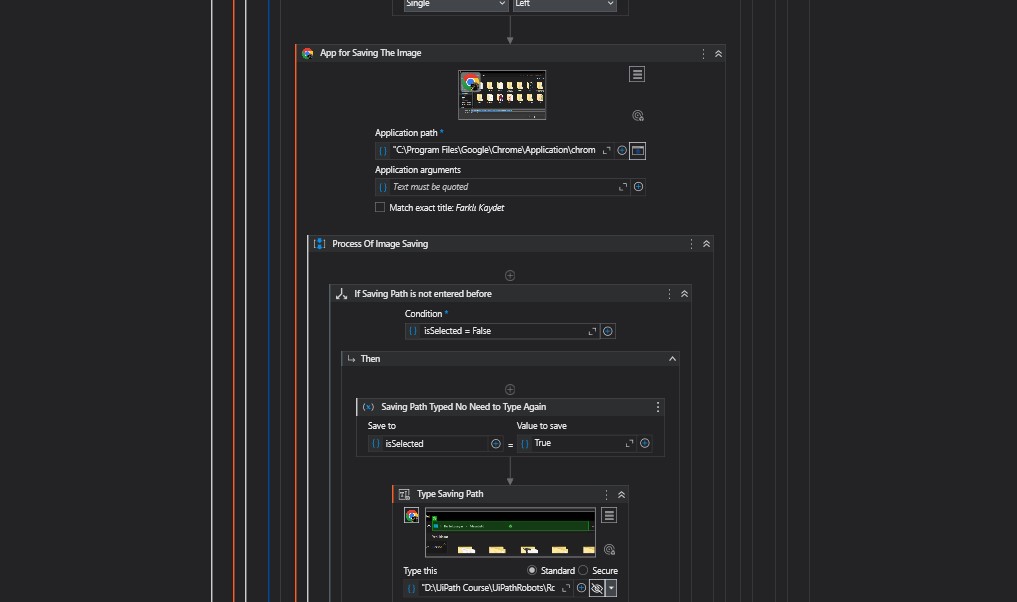 Single Left
App for Saving The Image
Application path *
"C:\Program Files\Google\Chrome\Application\chrom
Application arguments
Text must be quoted
Match exact title: Farklı Kaydet
Process Of Image Saving
If Saving Path is not entered before
Condition *
isSelected = False
Then
Saving Path Typed No Need to Type Again
Save to Value to save
isSelected = True
Type Saving Path
Type this Standard Secure
"D:\UiPath Course\UiPathRobots\Rc